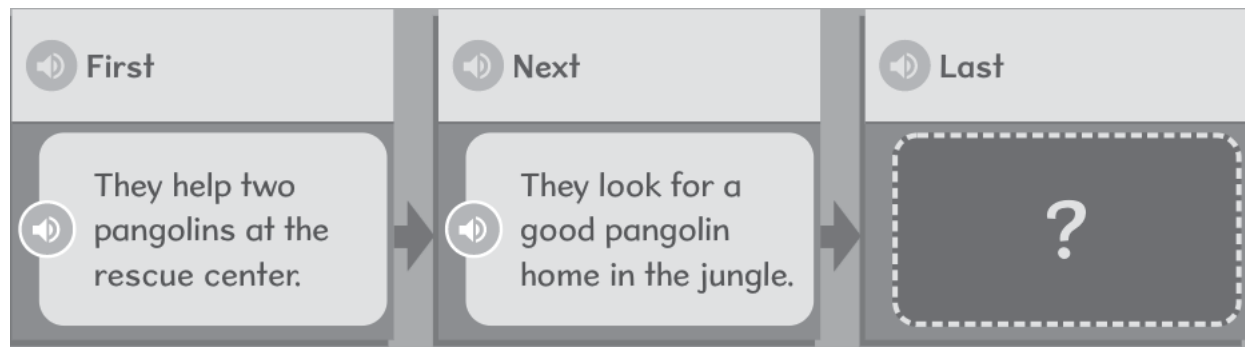 First
They help two
pangolins at the
rescue center.
Next
They look for a
good pangolin
home in the jungle.
Last
?